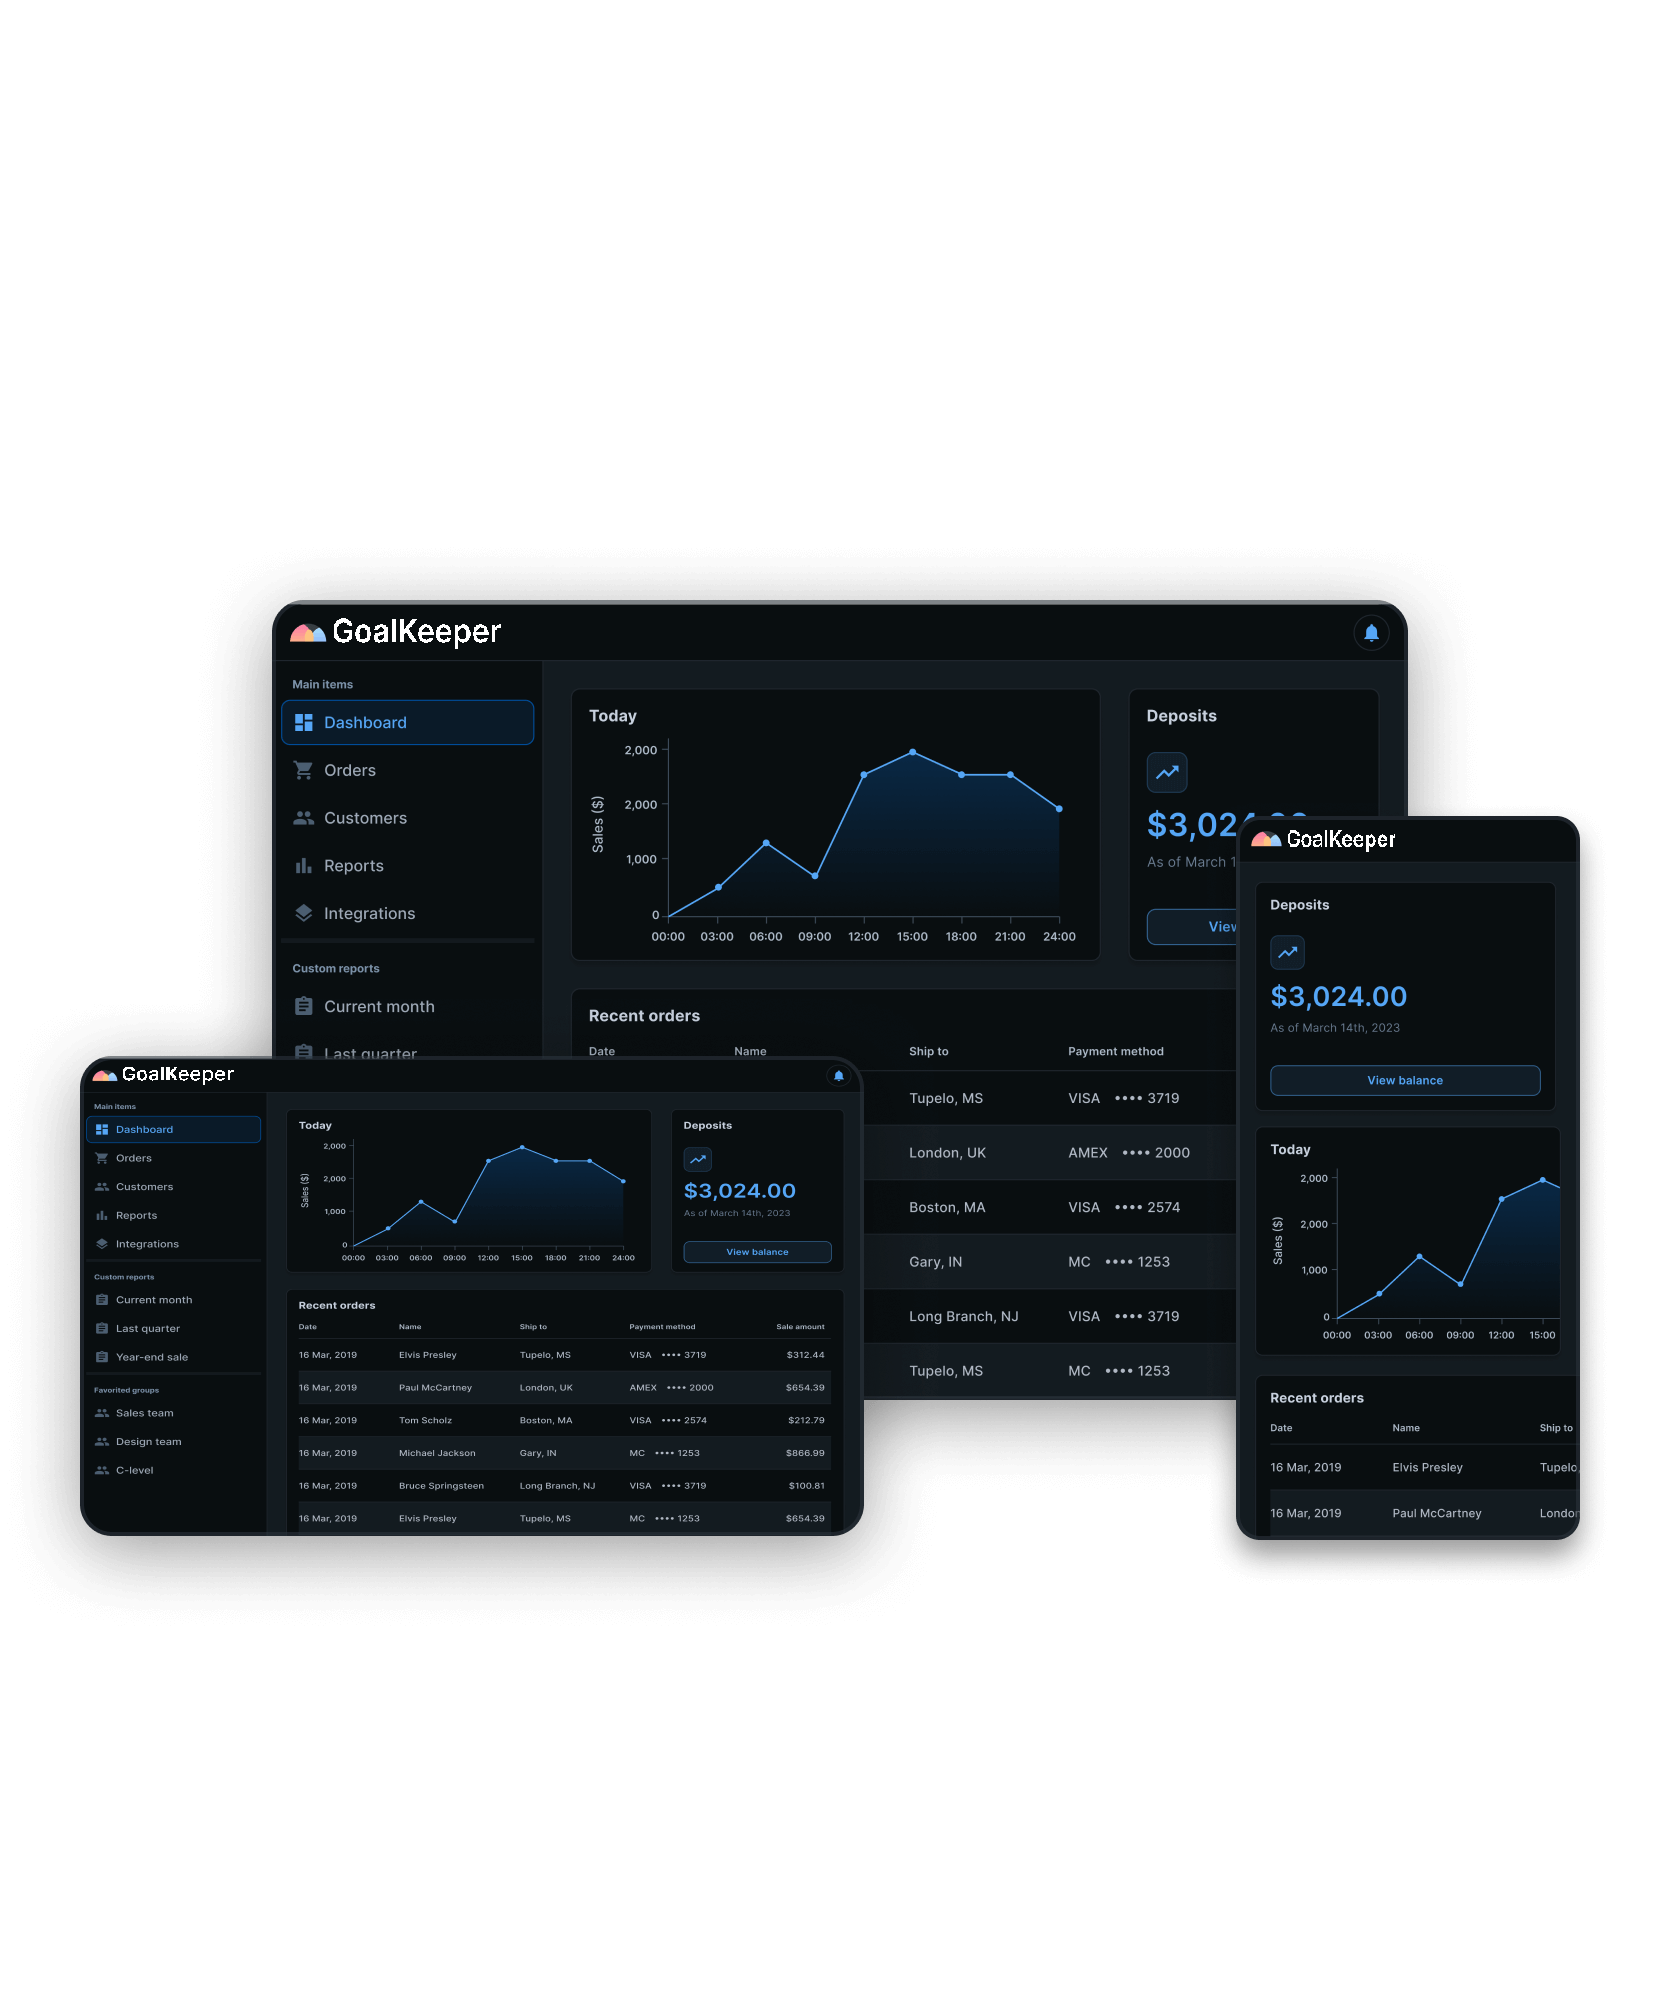 GoalKeeper
Main items
Dashboard
Orders
Customers
Reports
Integrations
Custom reports
Current month
Last quarter
Today
Sales ($)
2,000
2,000
1,000
0
00:00 03:00 06:00 09:00 12:00 15:00 18:00 21:00 24:00
Deposits
$3,024
As of March 1
View
Recent orders
Date Name Ship to Payment method
Tupelo, MS VISA •••• 3719
London, UK AMEX •••• 2000
Boston, MA VISA •••• 2574
Gary, IN MC •••• 1253
Long Branch, NJ VISA •••• 3719
Tupelo, MS MC •••• 1253
GoalKeeper
Main items
Dashboard
Orders
Customers
Reports
Integrations
Custom reports
Current month
Last quarter
Year-end sale
Favorited groups
Sales team
Design team
C-level
Today
Sales ($)
2,000
2,000
1,000
0
00:00 03:00 06:00 09:00 12:00 15:00 18:00 21:00 24:00
Deposits
$3,024.00
As of March 14th, 2023
View balance
Recent orders
Date Name Ship to Payment method Sale amount
16 Mar, 2019 Elvis Presley Tupelo, MS VISA •••• 3719 $312.44
16 Mar, 2019 Paul McCartney London, UK AMEX •••• 2000 $654.39
16 Mar, 2019 Tom Scholz Boston, MA VISA •••• 2574 $212.79
16 Mar, 2019 Michael Jackson Gary, IN MC •••• 1253 $866.99
16 Mar, 2019 Bruce Springsteen Long Branch, NJ VISA •••• 3719 $100.81
16 Mar, 2019 Elvis Presley Tupelo, MS MC •••• 1253 $654.39
GoalKeeper
Deposits
$3,024.00
As of March 14th, 2023
View balance
Today
Sales ($)
2,000
2,000
1,000
0
00:00 03:00 06:00 09:00 12:00 15:00
Recent orders
Date Name Ship to
16 Mar, 2019 Elvis Presley Tupelo,
16 Mar, 2019 Paul McCartney London